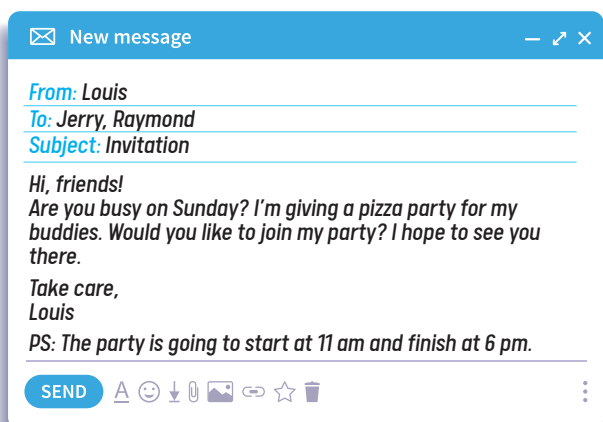 New message
From: Louis
To: Jerry, Raymond
Subject: Invitation
Hi, friends!
Are you busy on Sunday? I'm giving a pizza party for my
buddies. Would you like to join my party? I hope to see you
there.
Take care,
Louis
PS: The party is going to start at 11 am and finish at 6 pm.
SEND A